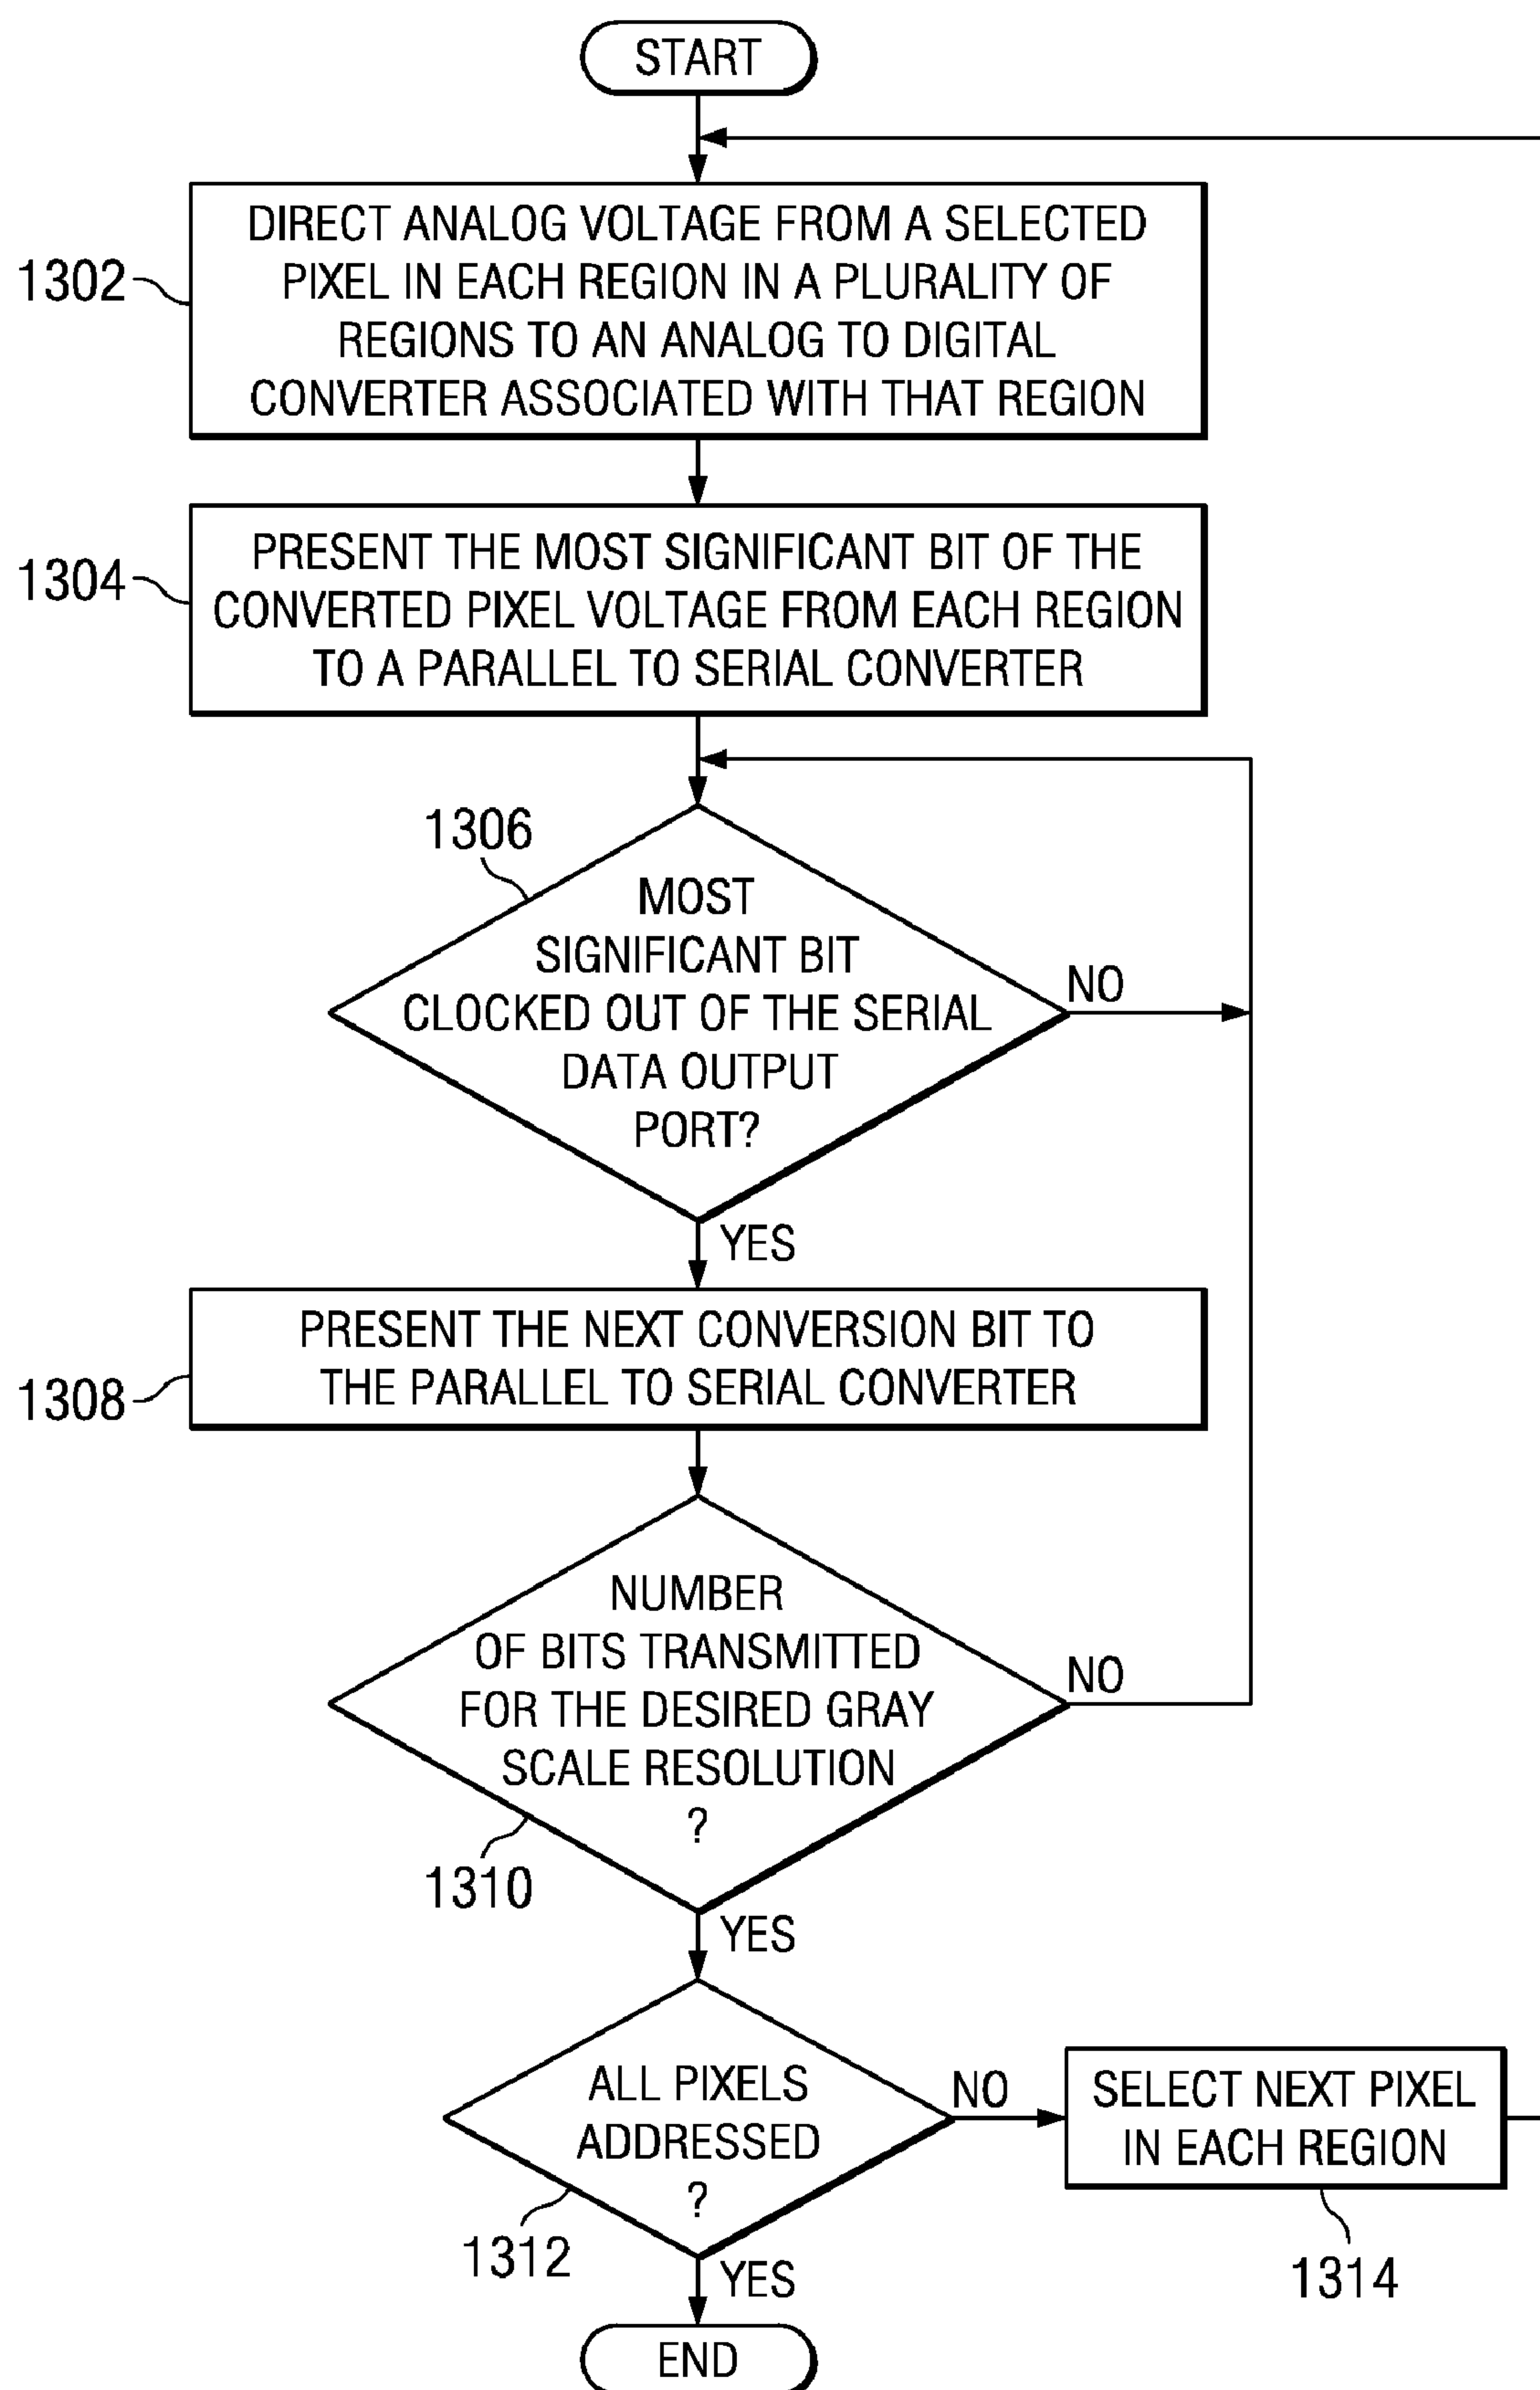 START
1302
DIRECT ANALOG VOLTAGE FROM A SELECTED
PIXEL IN EACH REGION IN A PLURALITY OF
REGIONS TO AN ANALOG TO DIGITAL
CONVERTER ASSOCIATED WITH THAT REGION
1304
PRESENT THE MOST SIGNIFICANT BIT OF THE
CONVERTED PIXEL VOLTAGE FROM EACH REGION
TO A PARALLEL TO SERIAL CONVERTER
1306
MOST
SIGNIFICANT BIT
CLOCKED OUT OF THE SERIAL
DATA OUTPUT
PORT?
NO
YES
1308
PRESENT THE NEXT CONVERSION BIT TO
THE PARALLEL TO SERIAL CONVERTER
NUMBER
OF BITS TRANSMITTED
FOR THE DESIRED GRAY
SCALE RESOLUTION
?
NO
1310
YES
ALL PIXELS
ADDRESSED
?
NO
SELECT NEXT PIXEL
IN EACH REGION
1312
1314
YES
END